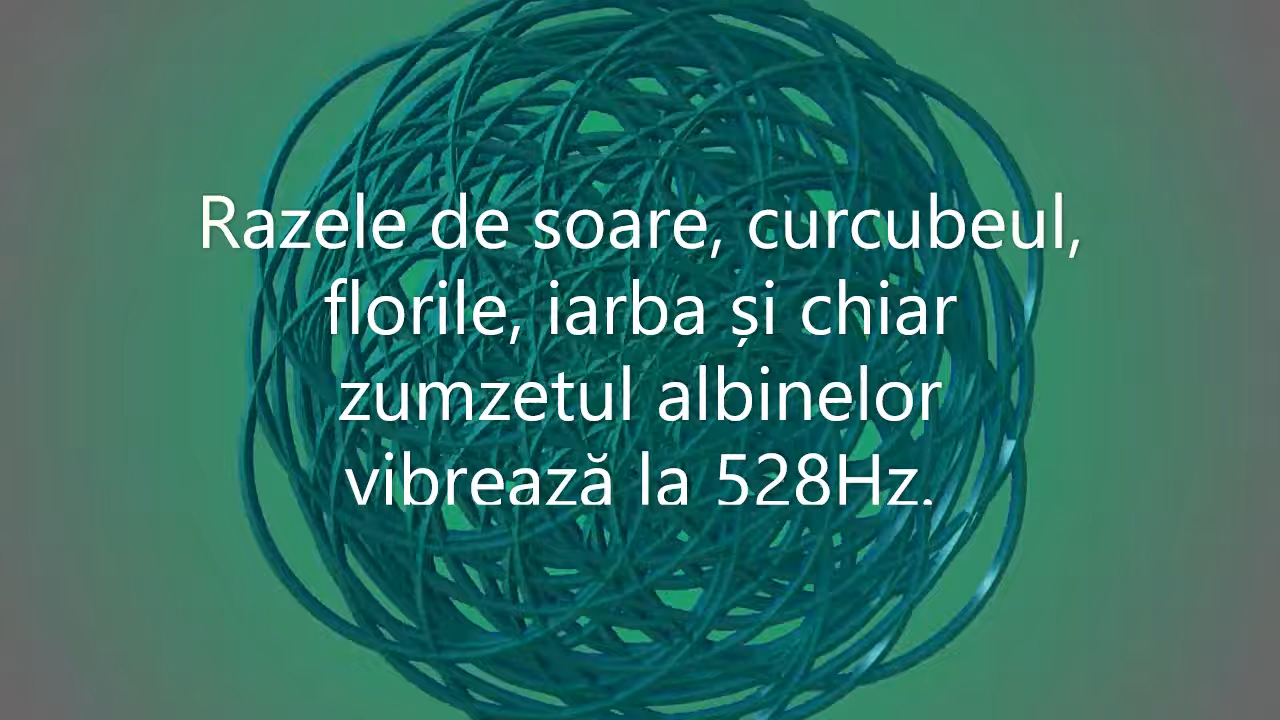 Razele de soare, curcubeul,
florile, iarba și chiar
zumzetul albinelor
vibrează la 528Hz.